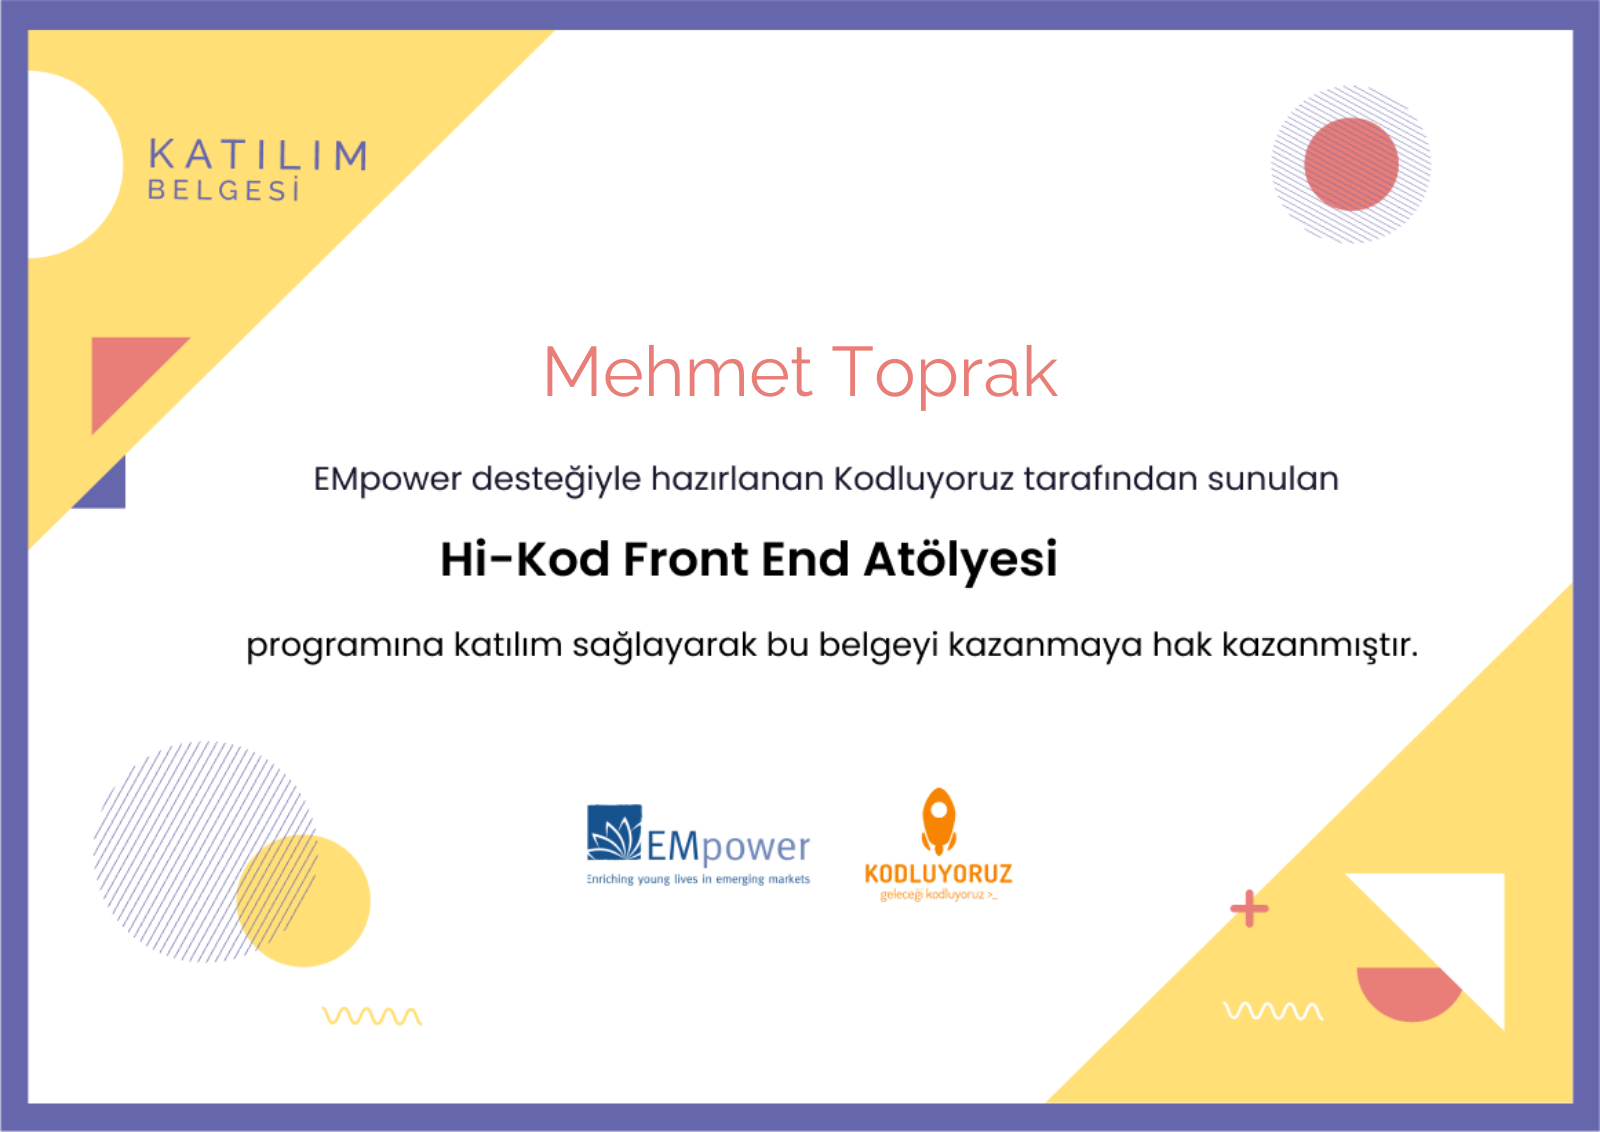 KATILIM
BELGESİ
Mehmet Toprak
EMpower desteğiyle hazırlanan Kodluyoruz tarafından sunulan
Hi-Kod Front End Atölyesi
programına katılım sağlayarak bu belgeyi kazanmaya hak kazanmıştır.
EMpower
Enriching young lives in emerging markets
KODLUYORUZ
geleceği kodluyoruz >_